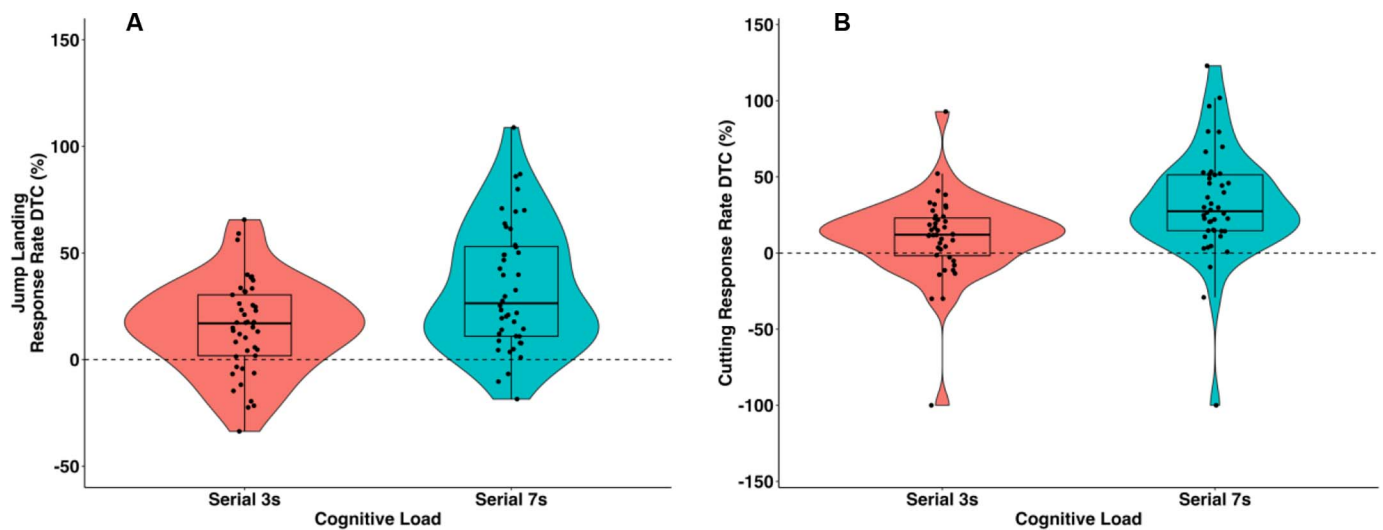 A
Jump Landing
Response Rate DTC (%)
150
100
50
0
-50
Serial 3s
Serial 7s
Cognitive Load
B
Cutting Response Rate DTC (%)
150
100
50
0
-50
-100
-150
Serial 3s
Serial 7s
Cognitive Load